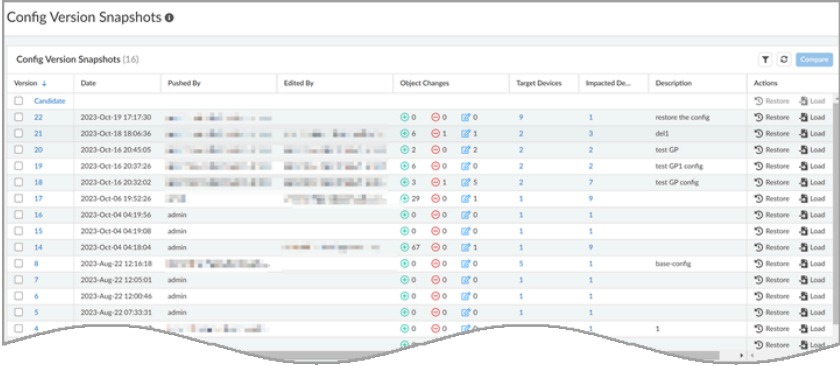 Config Version Snapshots
Config Version Snapshots (16) Compare
Version Date Pushed By Edited By Object Changes Target Devices Impacted De... Description Actions
Candidate Restore Load
22 2023-Oct-19 17:17:30 0 0 0 9 1 restore the config Restore Load
21 2023-Oct-18 18:06:36 6 1 1 2 3 del1 Restore Load
20 2023-Oct-16 20:45:05 2 0 2 2 2 test GP Restore Load
19 2023-Oct-16 20:37:26 6 0 0 2 2 test GP1 config Restore Load
18 2023-Oct-16 20:32:02 3 1 5 2 7 test GP config Restore Load
17 2023-Oct-06 19:52:26 29 0 1 1 9 Restore Load
16 2023-Oct-04 04:19:56 admin 0 0 0 1 1 Restore Load
15 2023-Oct-04 04:19:08 admin 0 0 0 1 1 Restore Load
14 2023-Oct-04 04:18:04 admin 67 0 1 1 9 Restore Load
8 2023-Aug-22 12:16:18 0 0 0 5 1 base-config Restore Load
7 2023-Aug-22 12:05:01 admin 0 0 0 1 1 Restore Load
6 2023-Aug-22 12:00:46 admin 0 0 0 1 1 Restore Load
5 2023-Aug-22 07:33:31 admin 0 0 0 1 1 Restore Load
4 0 0 1 1 Restore Load
Restore Load